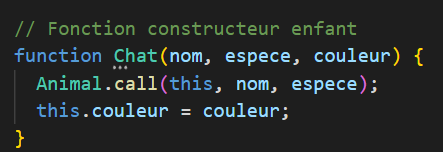 // Fonction constructeur enfant
function Chat(nom, espece, couleur) {
  Animal.call(this, nom, espece);
  this.couleur = couleur;
}